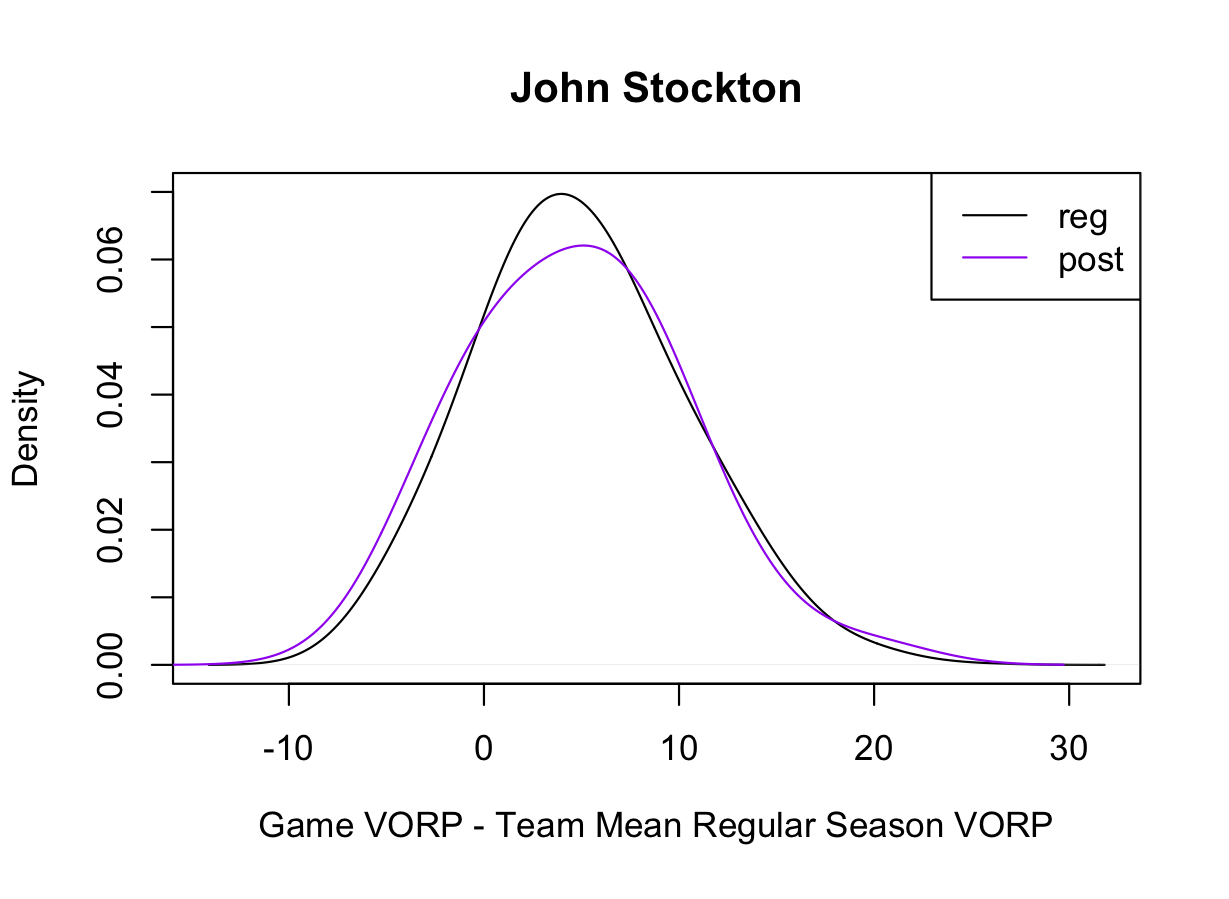 John Stockton
reg
post
Density
0.06
0.04
0.02
0.00
-10 0 10 20 30
Game VORP - Team Mean Regular Season VORP